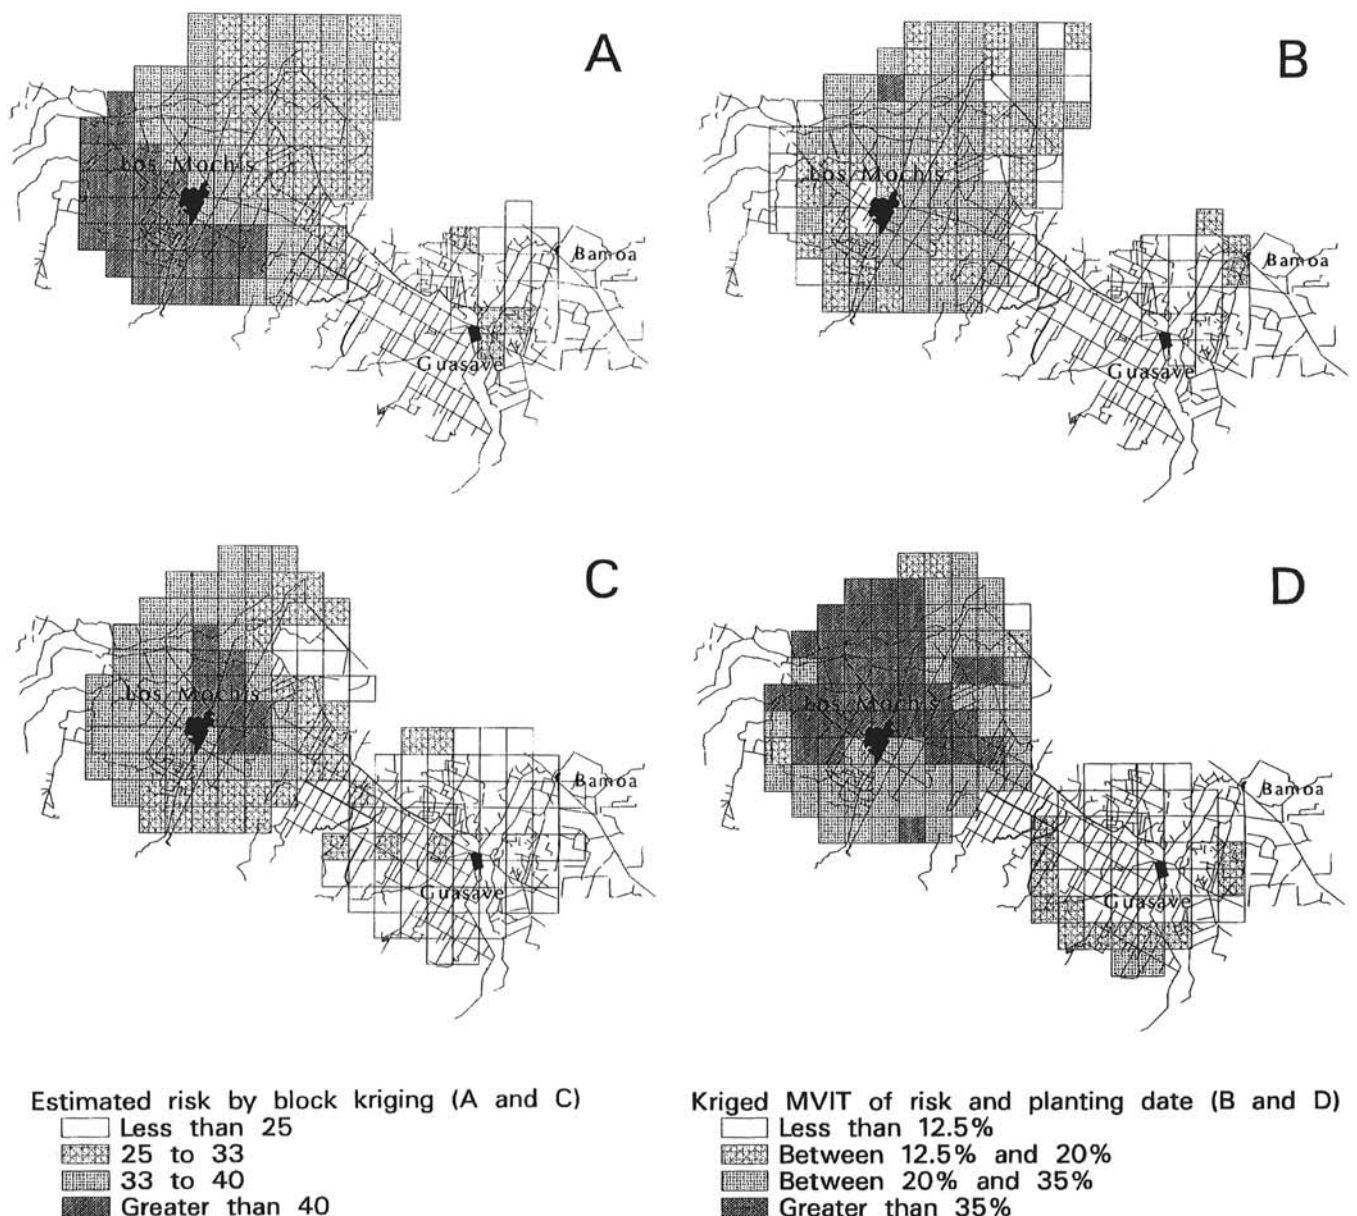 A
B
Los Mochis
Los Mochis
Bamoa
Bamoa
Guasave
Guasave
C
D
Los Mochis
Los Mochis
Bamoa
Bamoa
Guasave
Guasave
Estimated risk by block kriging (A and C)
Less than 25
25 to 33
33 to 40
Greater than 40
Kriged MVIT of risk and planting date (B and D)
Less than 12.5%
Between 12.5% and 20%
Between 20% and 35%
Greater than 35%